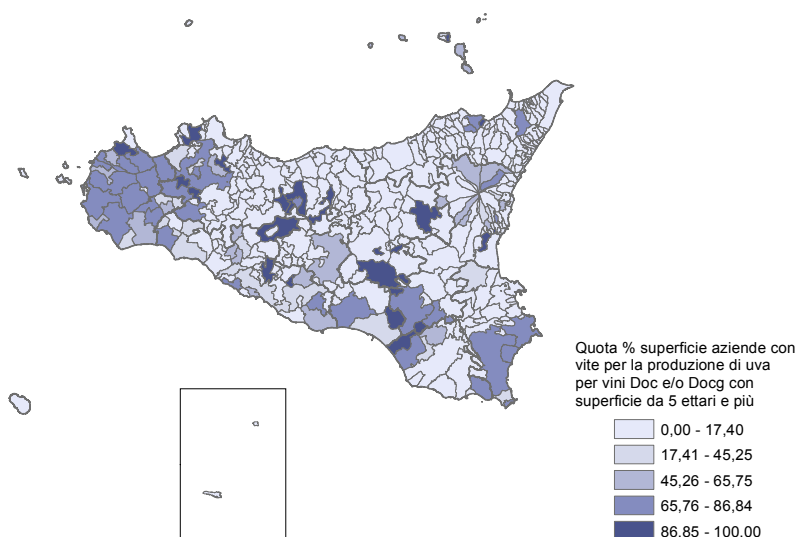 Quota % superficie aziende con
vite per la produzione di uva
per vini Doc e/o Docg con
superficie da 5 ettari e più
0,00 - 17,40
17,41 - 45,25
45,26 - 65,75
65,76 - 86,84
86,85 - 100,00